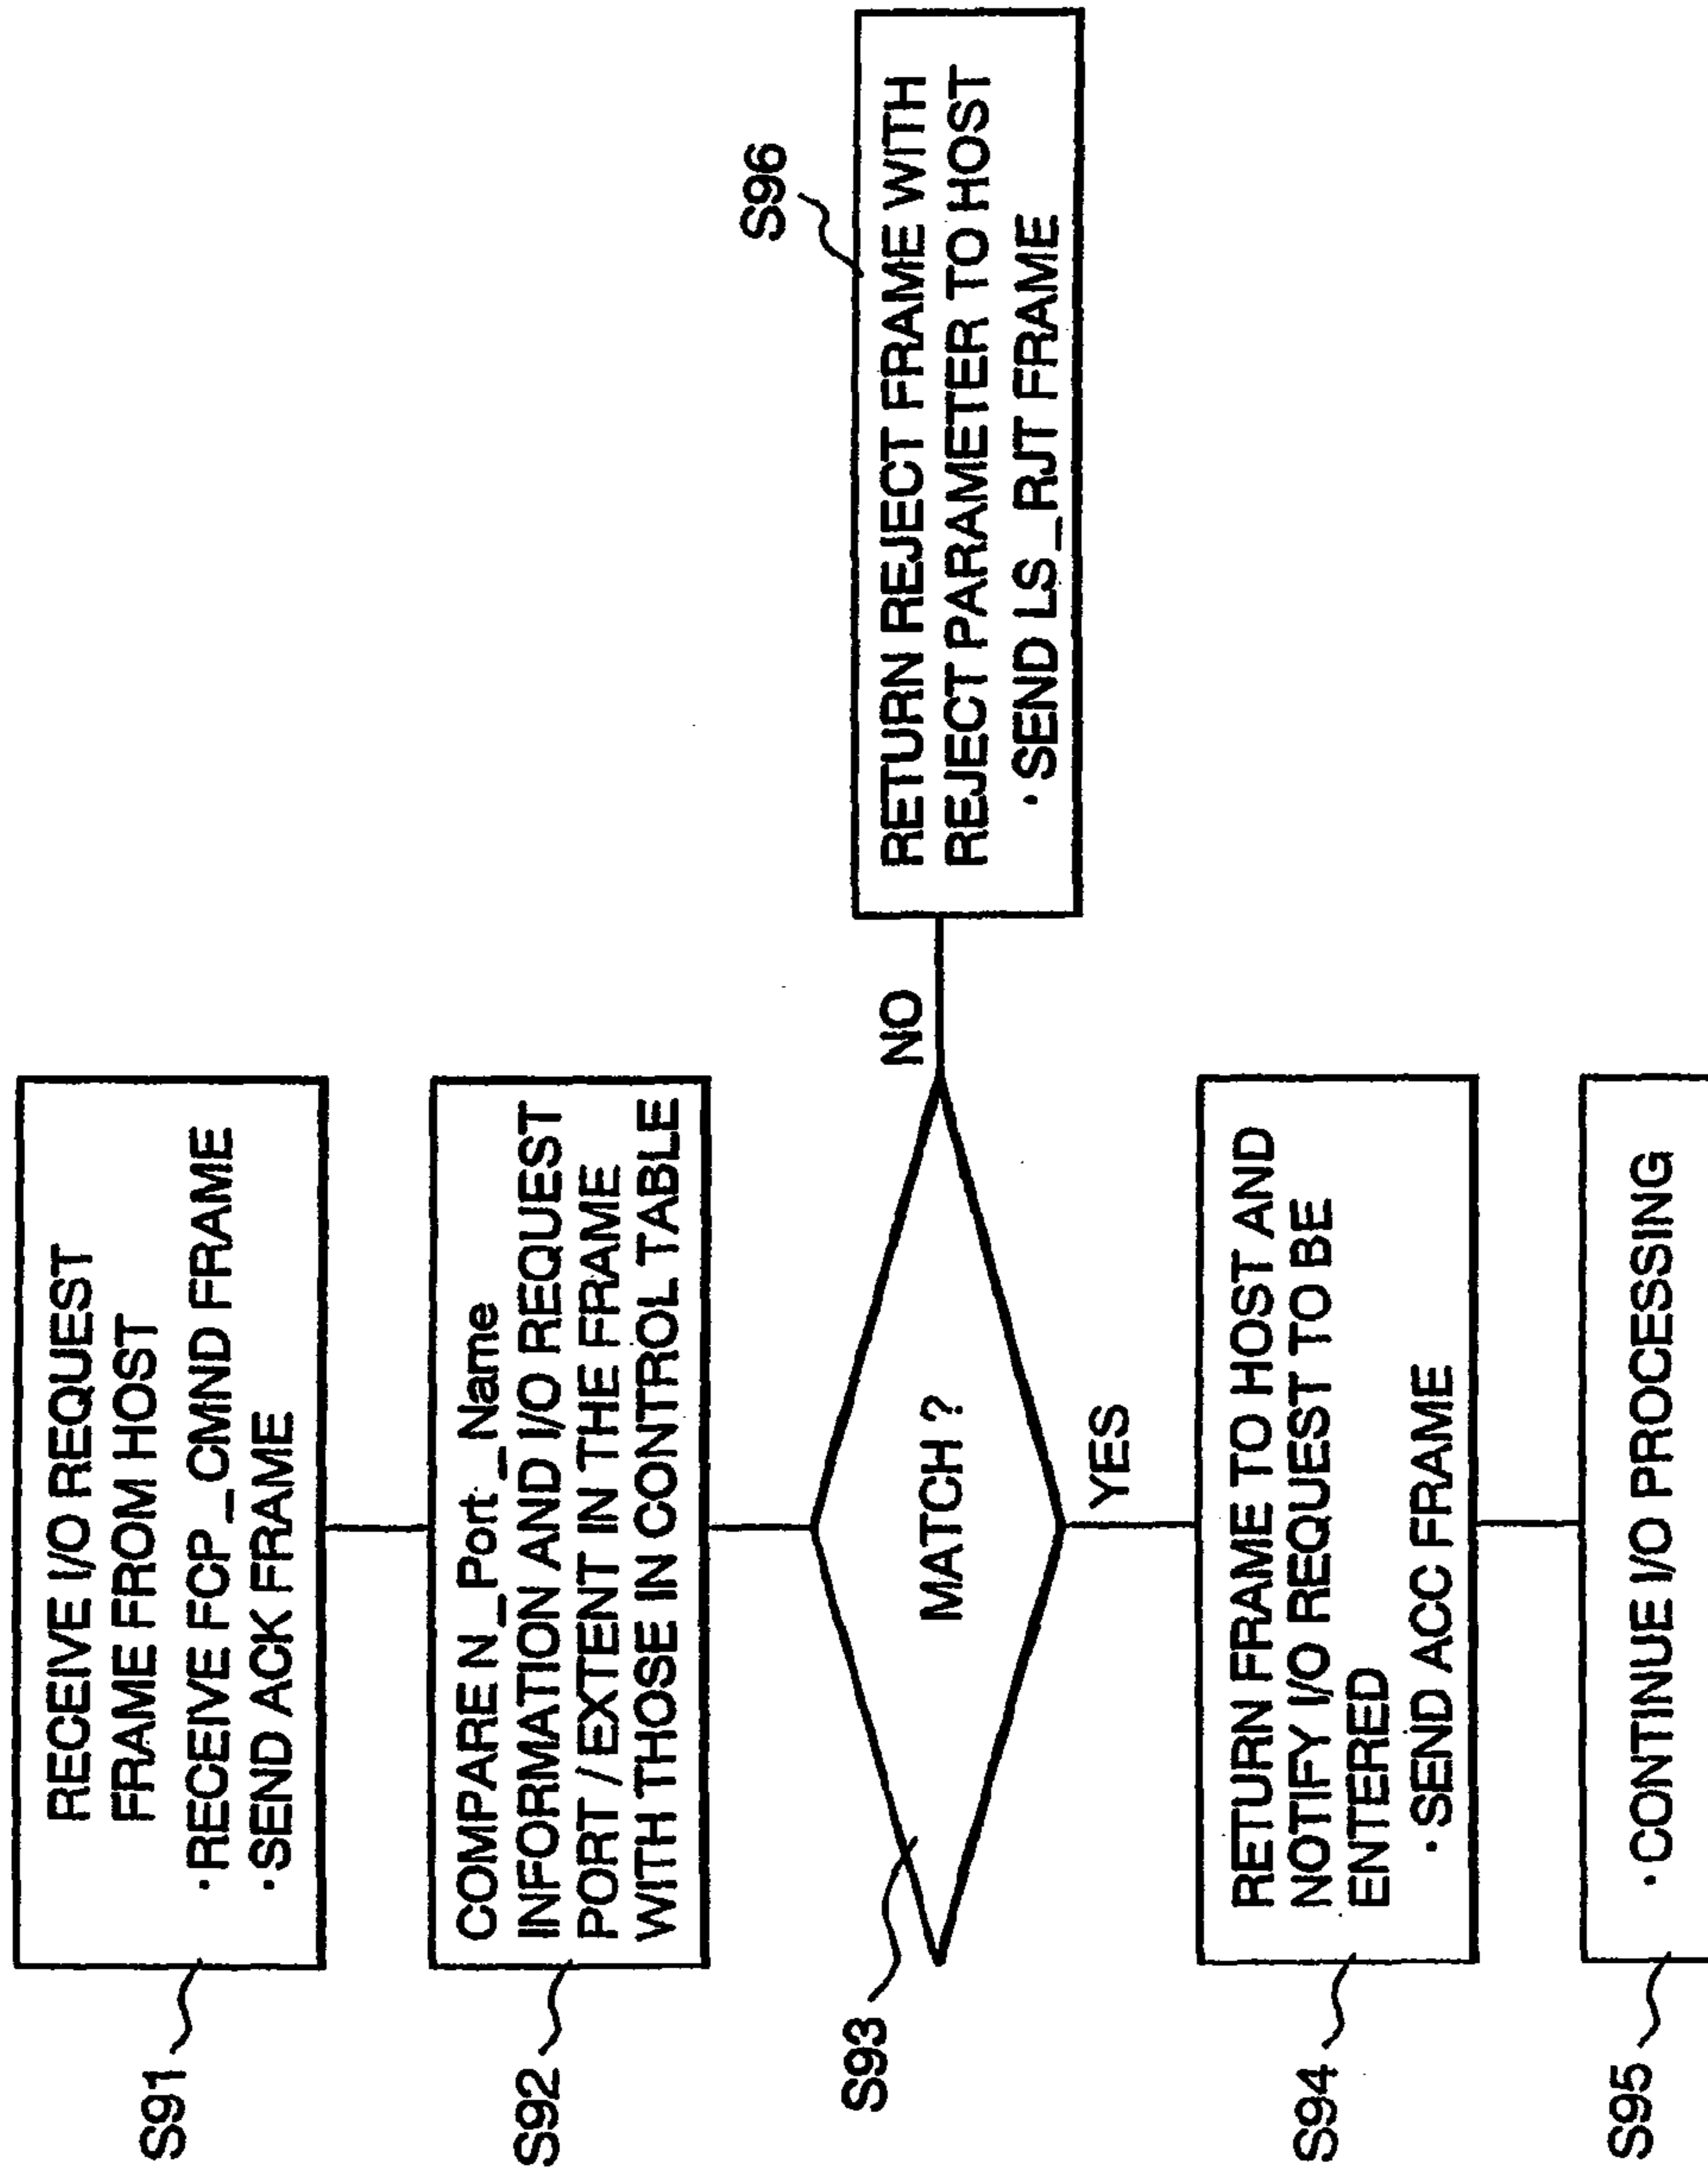 S91
RECEIVE I/O REQUEST
FRAME FROM HOST
·RECEIVE FCP_CMND FRAME
·SEND ACK FRAME
S92
COMPARE N_Port_Name
INFORMATION AND I/O REQUEST
PORT / EXTENT IN THE FRAME
WITH THOSE IN CONTROL TABLE
S93
MATCH ?
NO
YES
S96
RETURN REJECT FRAME WITH
REJECT PARAMETER TO HOST
·SEND LS_RJT FRAME
S94
RETURN FRAME TO HOST AND
NOTIFY I/O REQUEST TO BE
ENTERED
·SEND ACC FRAME
S95
·CONTINUE I/O PROCESSING